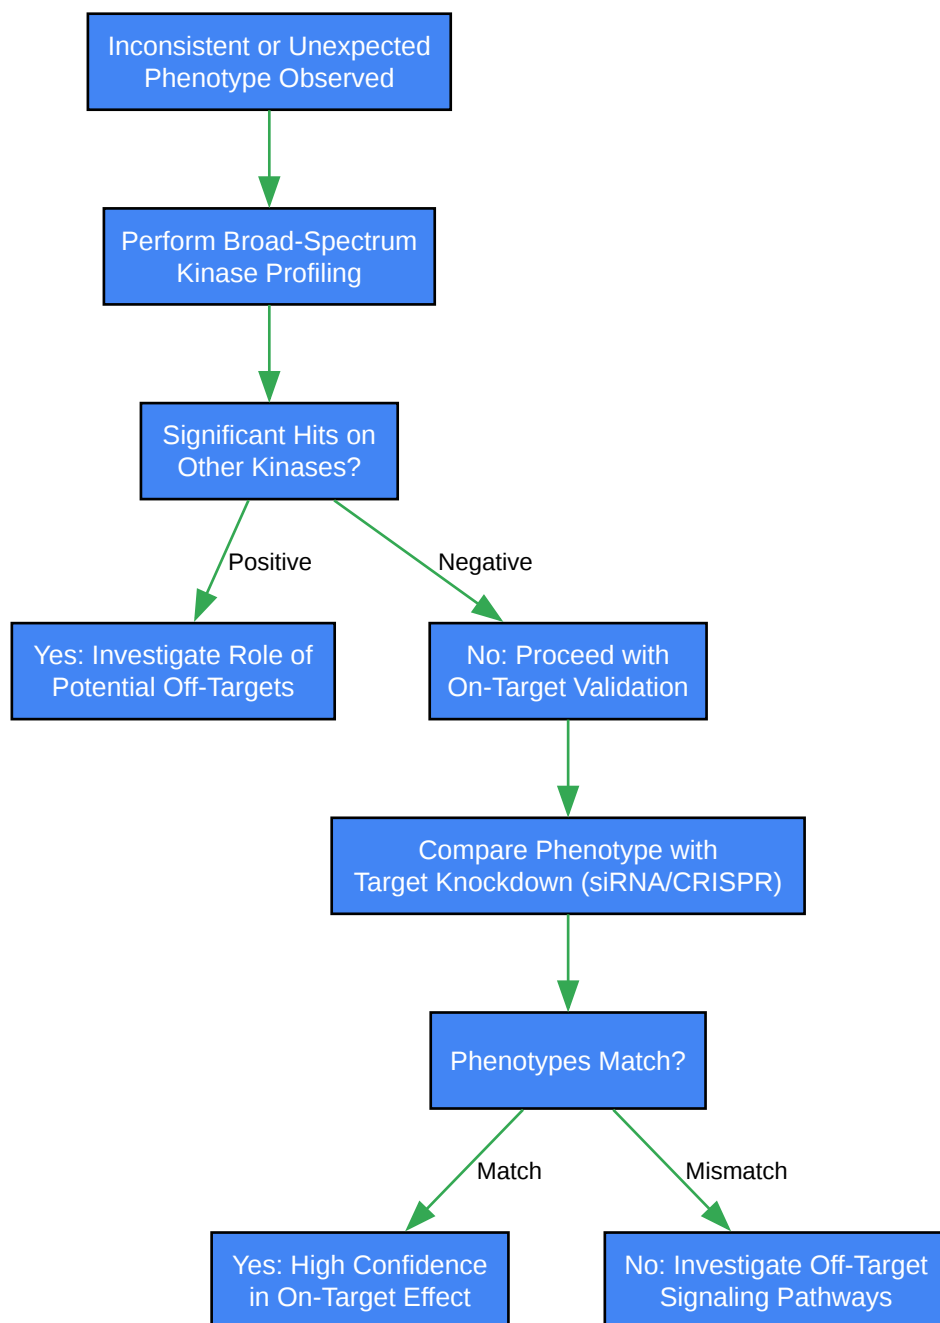 Inconsistent or Unexpected
Phenotype Observed
Perform Broad-Spectrum
Kinase Profiling
Significant Hits on
Other Kinases?
Positive
Negative
Yes: Investigate Role of
Potential Off-Targets
No: Proceed with
On-Target Validation
Compare Phenotype with
Target Knockdown (siRNA/CRISPR)
Phenotypes Match?
Match
Mismatch
Yes: High Confidence
in On-Target Effect
No: Investigate Off-Target
Signaling Pathways